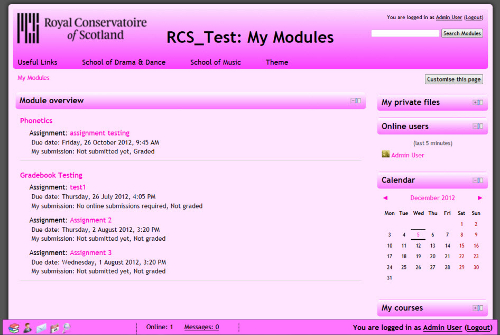 Royal Conservatoire
of Scotland
RCS_Test: My Modules
You are logged in as Admin User (Logout)
Search Modules
Useful Links School of Drama & Dance School of Music Theme
My Modules
Customise this page
Module overview
Phonetics
Assignment: assignment testing
Due date: Friday, 26 October 2012, 9:45 AM
My submission: Not submitted yet, Graded
Gradebook Testing
Assignment: test1
Due date: Thursday, 26 July 2012, 4:05 PM
My submission: No online submissions required, Not graded
Assignment: Assignment 2
Due date: Thursday, 2 August 2012, 3:20 PM
My submission: Not submitted yet, Not graded
Assignment: Assignment 3
Due date: Wednesday, 1 August 2012, 3:20 PM
My submission: Not submitted yet, Not graded
My private files
Online users
(last 5 minutes)
Admin User
Calendar
◄ December 2012 ►
Mon Tue Wed Thu Fri Sat Sun
1 2
3 4 5 6 7 8 9
10 11 12 13 14 15 16
17 18 19 20 21 22 23
24 25 26 27 28 29 30
31
My courses
Online: 1 Messages: 0 You are logged in as Admin User (Logout)